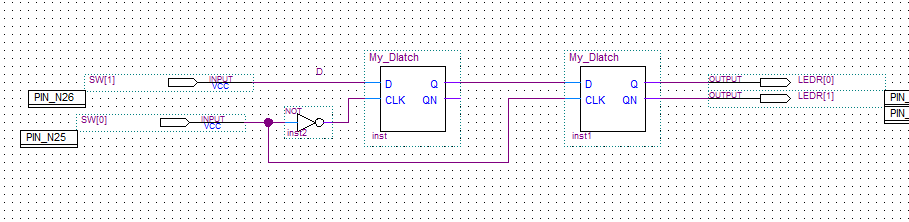 My_Dlatch
My_Dlatch
D
SW[1]
INPUT
VCC
PIN_N26
D
Q
CLK
QN
inst
D
Q
CLK
QN
inst1
OUTPUT
LEDR[0]
OUTPUT
LEDR[1]
PIN_
PIN_
SW[0]
INPUT
VCC
PIN_N25
NOT
inst2